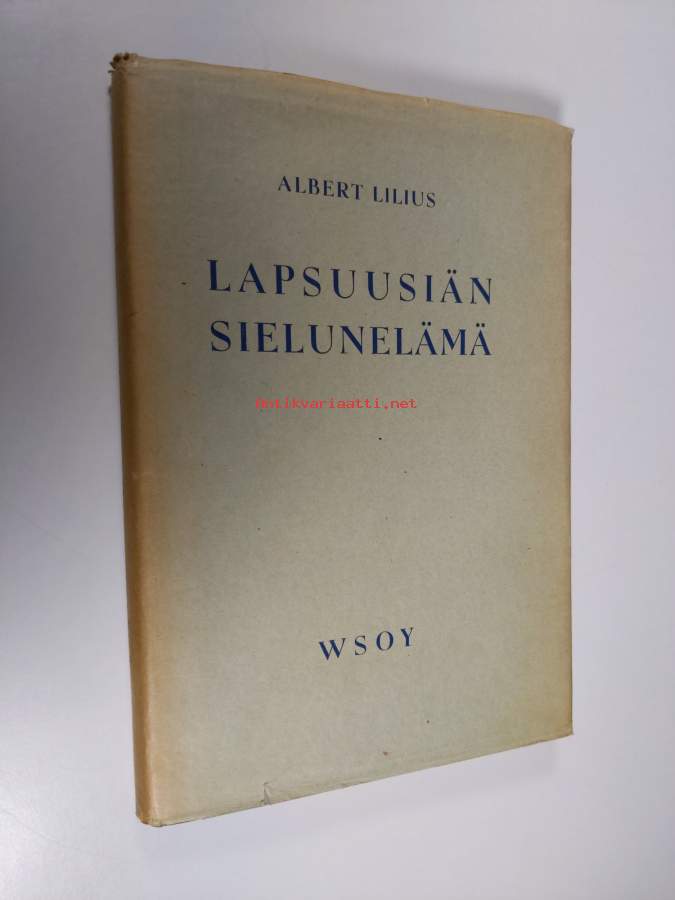 ALBERT LILIUS
LAPSUUSIÄN
SIELUNELÄMÄ
antikvariaatti.net
WSOY